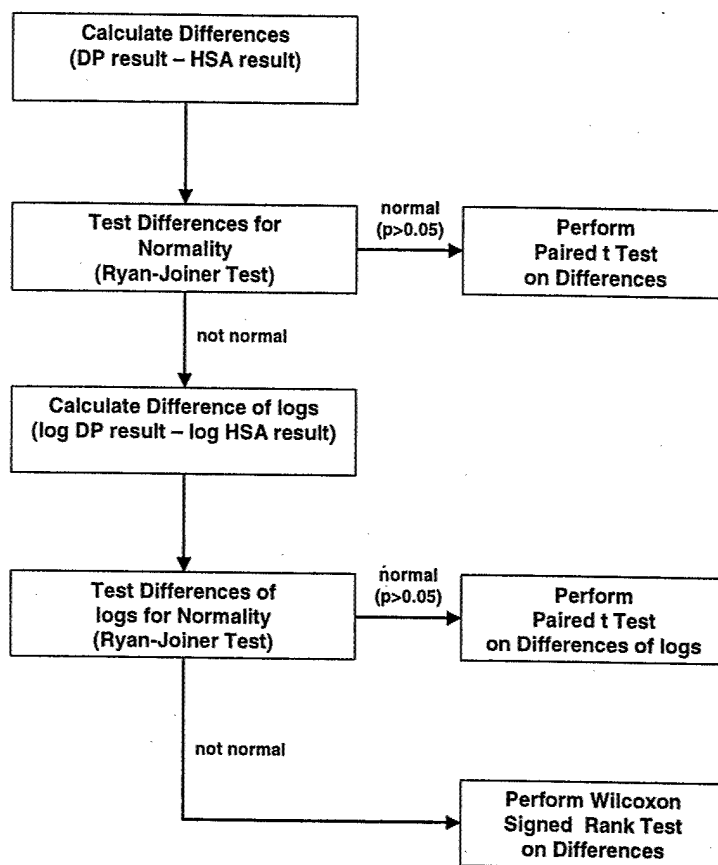 Calculate Differences
(DP result – HSA result)
Test Differences for
Normality
(Ryan-Joiner Test)
normal
(p>0.05)
Perform
Paired t Test
on Differences
not normal
Calculate Difference of logs
(log DP result – log HSA result)
Test Differences of
logs for Normality
(Ryan-Joiner Test)
normal
(p>0.05)
Perform
Paired t Test
on Differences of logs
not normal
Perform Wilcoxon
Signed Rank Test
on Differences